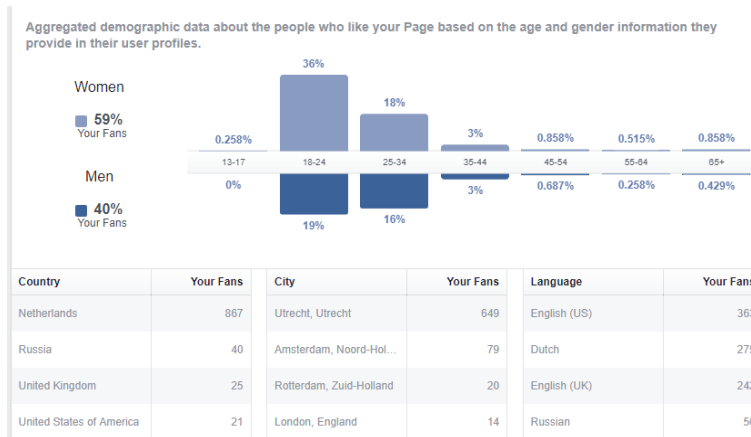 Aggregated demographic data about the people who like your Page based on the age and gender information they
provide in their user profiles.
Women
59%
Your Fans
36%
18%
0.258%
3%
0.858%
0.515%
0.858%
13-17
18-24
25-34
35-44
45-54
55-64
65+
Men
40%
Your Fans
0%
19%
16%
3%
0.687%
0.258%
0.429%
Country Your Fans City Your Fans Language Your Fans
Netherlands 867 Utrecht, Utrecht 649 English (US) 363
Russia 40 Amsterdam, Noord-Hol... 79 Dutch 275
United Kingdom 25 Rotterdam, Zuid-Holland 20 English (UK) 242
United States of America 21 London, England 14 Russian